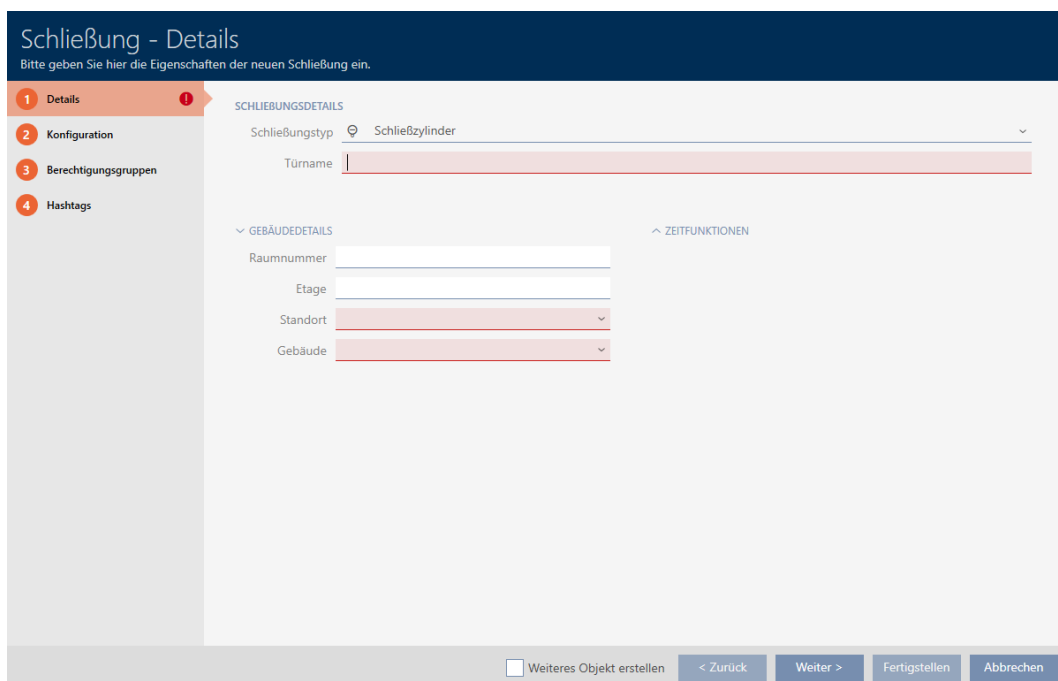 Schließung - Details
Bitte geben Sie hier die Eigenschaften der neuen Schließung ein.
1 Details !
2 Konfiguration
3 Berechtigungsgruppen
4 Hashtags
SCHLIEßUNGSDETAILS
Schließungstyp Schließzylinder
Türname
GEBÄUDEDETAILS
Raumnummer
Etage
Standort
Gebäude
ZEITFUNKTIONEN
Weiteres Objekt erstellen < Zurück Weiter > Fertigstellen Abbrechen